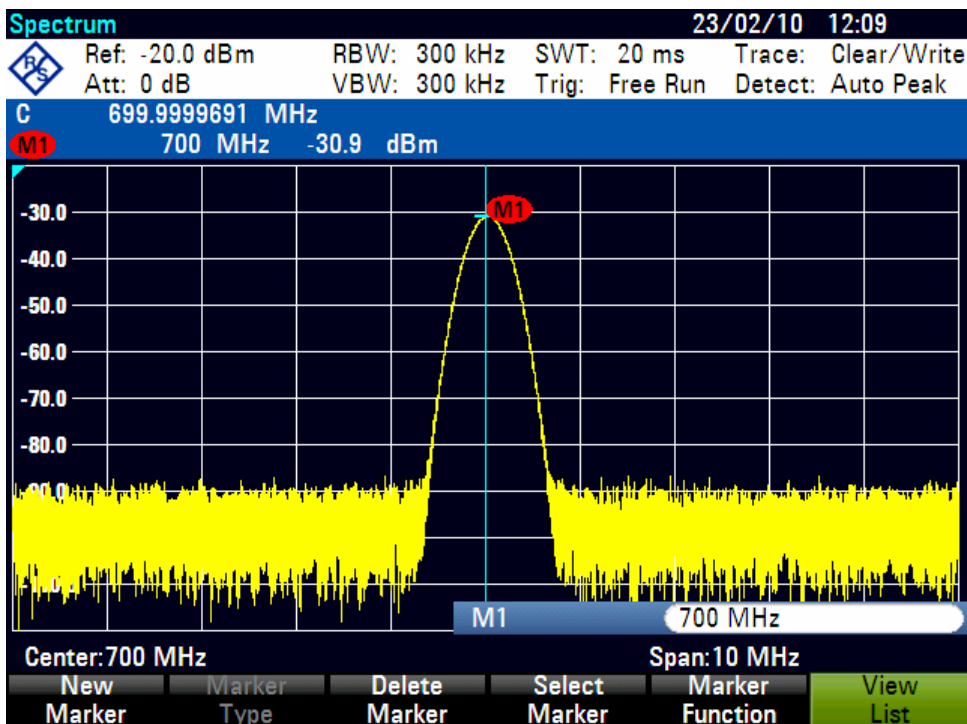 Spectrum 23/02/10 12:09
R&S Ref: -20.0 dBm RBW: 300 kHz SWT: 20 ms Trace: Clear/Write
Att: 0 dB VBW: 300 kHz Trig: Free Run Detect: Auto Peak
C 699.9999691 MHz
M1 700 MHz -30.9 dBm
M1
-30.0
-40.0
-50.0
-60.0
-70.0
-80.0
M1 700 MHz
Center:700 MHz Span:10 MHz
New Marker
Marker Type
Delete Marker
Select Marker
Marker Function
View List